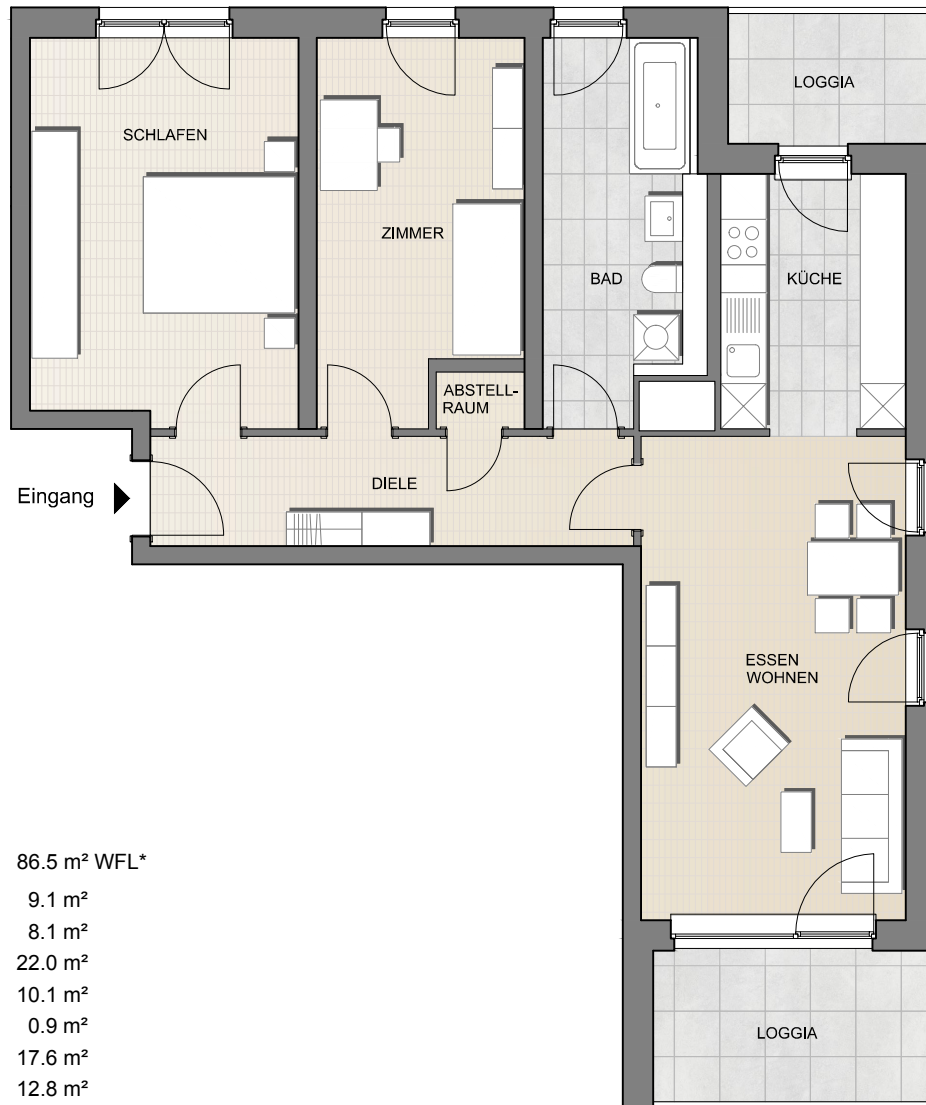 LOGGIA
SCHLAFEN
ZIMMER
BAD
KÜCHE
ABSTELL-
RAUM
DIELE
Eingang
ESSEN
WOHNEN
86.5 m² WFL*
9.1 m²
8.1 m²
22.0 m²
10.1 m²
0.9 m²
17.6 m²
12.8 m²
LOGGIA